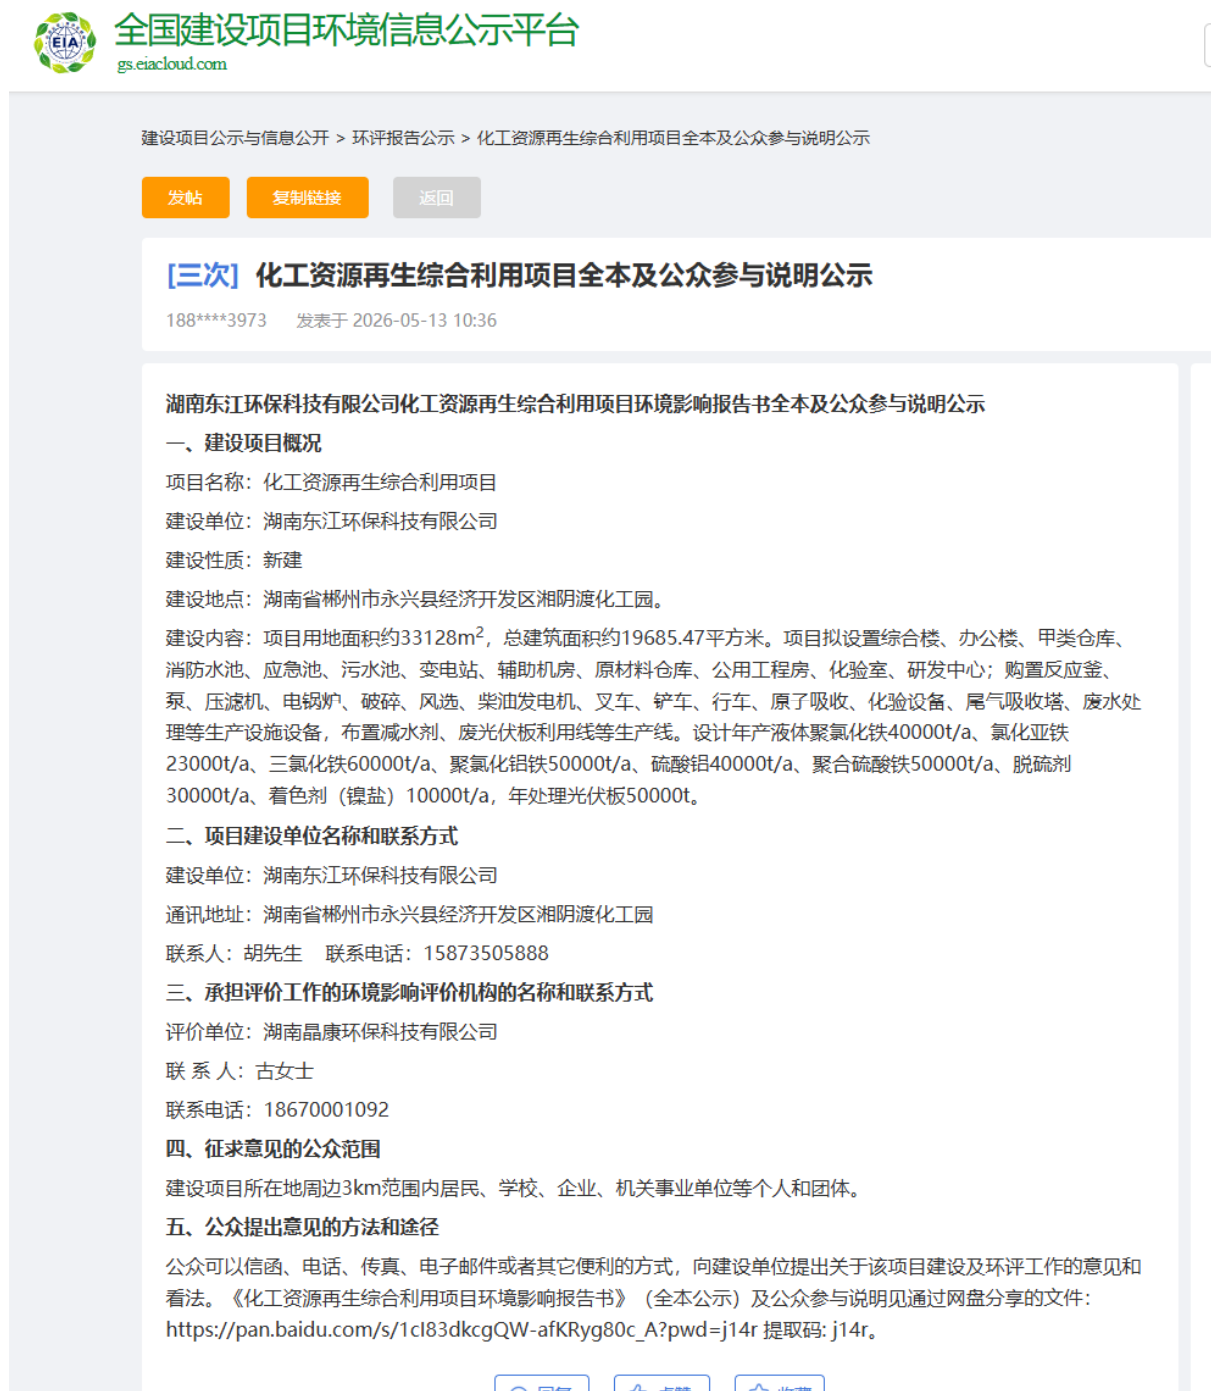 EIA
全国建设项目环境信息公示平台
gs.eiacloud.com
建设项目公示与信息公开 > 环评报告公示 > 化工资源再生综合利用项目全本及公众参与说明公示
发帖 复制链接 返回
[三次] 化工资源再生综合利用项目全本及公众参与说明公示
188****3973 发表于 2026-05-13 10:36
湖南东江环保科技有限公司化工资源再生综合利用项目环境影响报告书全本及公众参与说明公示
一、建设项目概况
项目名称：化工资源再生综合利用项目
建设单位：湖南东江环保科技有限公司
建设性质：新建
建设地点：湖南省郴州市永兴县经济开发区湘阴渡化工园。
建设内容：项目用地面积约33128m²，总建筑面积约19685.47平方米。项目拟设置综合楼、办公楼、甲类仓库、
消防水池、应急池、污水池、变电站、辅助机房、原材料仓库、公用工程房、化验室、研发中心；购置反应釜、
泵、压滤机、电锅炉、破碎、风选、柴油发电机、叉车、铲车、行车、原子吸收、化验设备、尾气吸收塔、废水处
理等生产设施设备，布置减水剂、废光伏板利用线等生产线。设计年产液体聚氯化铁40000t/a、氯化亚铁
23000t/a、三氯化铁60000t/a、聚氯化铝铁50000t/a、硫酸铝40000t/a、聚合硫酸铁50000t/a、脱硫剂
30000t/a、着色剂（镍盐）10000t/a，年处理光伏板50000t。
二、项目建设单位名称和联系方式
建设单位：湖南东江环保科技有限公司
通讯地址：湖南省郴州市永兴县经济开发区湘阴渡化工园
联系人：胡先生 联系电话：15873505888
三、承担评价工作的环境影响评价机构的名称和联系方式
评价单位：湖南晶康环保科技有限公司
联 系 人：古女士
联系电话：18670001092
四、征求意见的公众范围
建设项目所在地周边3km范围内居民、学校、企业、机关事业单位等个人和团体。
五、公众提出意见的方法和途径
公众可以信函、电话、传真、电子邮件或者其它便利的方式，向建设单位提出关于该项目建设及环评工作的意见和
看法。《化工资源再生综合利用项目环境影响报告书》（全本公示）及公众参与说明见通过网盘分享的文件：
https://pan.baidu.com/s/1cI83dkcgQW-afKRyg80c_A?pwd=j14r 提取码: j14r。